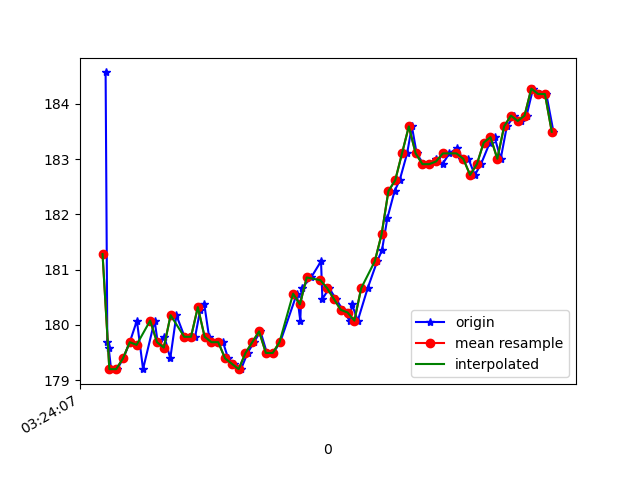 184
183
182
181
180
179
03:24:07
0
origin
mean resample
interpolated